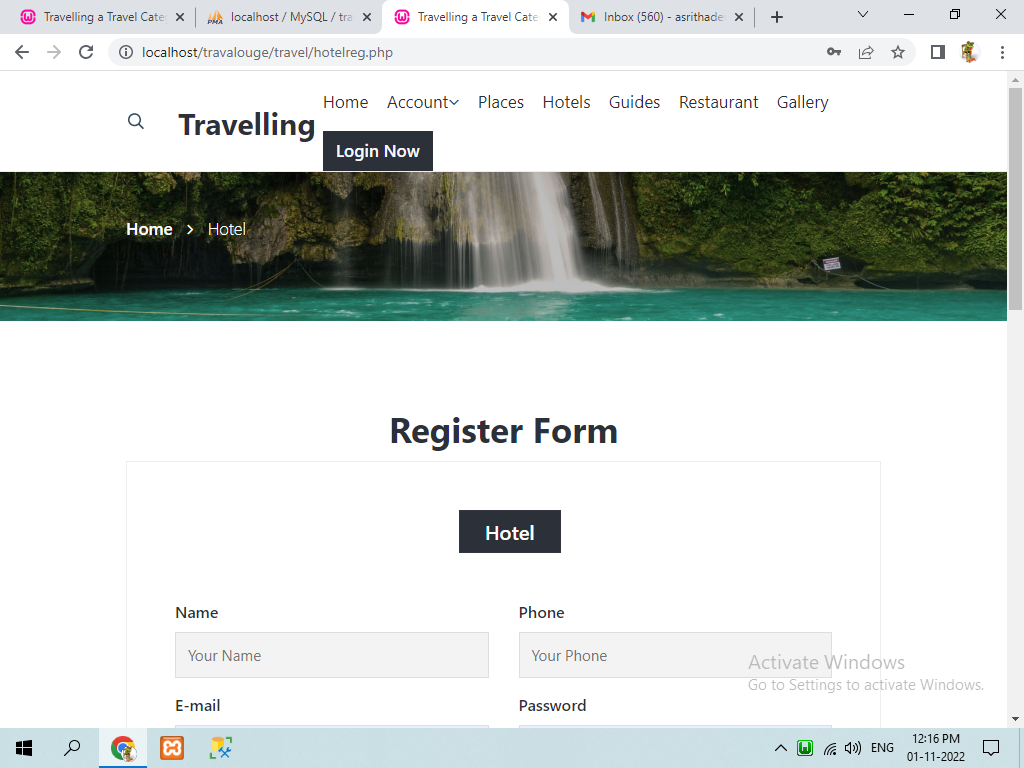 Travelling a Travel Cate
localhost / MySQL / tra
Travelling a Travel Cate
Inbox (560) - asrithade
localhost/travalouge/travel/hotelreg.php
Travelling
Home Account Places Hotels Guides Restaurant Gallery
Login Now
Home > Hotel
Register Form
Hotel
Name Phone
Your Name Your Phone
E-mail Password
Activate Windows
Go to Settings to activate Windows.
ENG
12:16 PM
01-11-2022